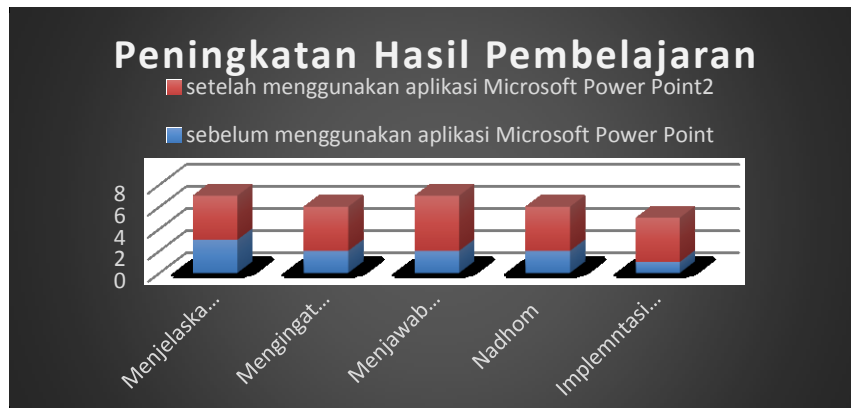 Peningkatan Hasil Pembelajaran
setelah menggunakan aplikasi Microsoft Power Point2
sebelum menggunakan aplikasi Microsoft Power Point
8
6
4
2
0
Menjelaska...
Mengingat...
Menjawab...
Nadhom
Implemntasi...